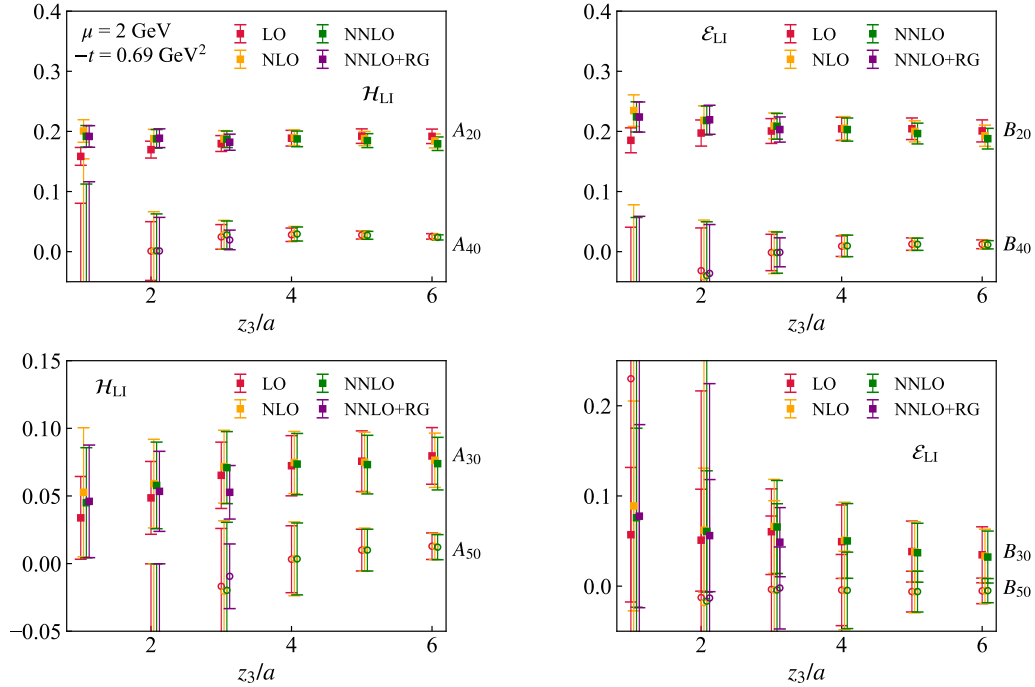 0.4
0.3
0.2
0.1
0.0
μ = 2 GeV
−t = 0.69 GeV²
LO
NLO
NNLO
NNLO+RG
ℋ_LI
A₂₀
A₄₀
2 4 6
z₃/a
0.4
0.3
0.2
0.1
0.0
ℰ_LI
LO
NLO
NNLO
NNLO+RG
B₂₀
B₄₀
2 4 6
z₃/a
0.15
0.10
0.05
0.00
−0.05
ℋ_LI
LO
NLO
NNLO
NNLO+RG
A₃₀
A₅₀
2 4 6
z₃/a
0.2
0.1
0.0
LO
NLO
NNLO
NNLO+RG
ℰ_LI
B₃₀
B₅₀
2 4 6
z₃/a